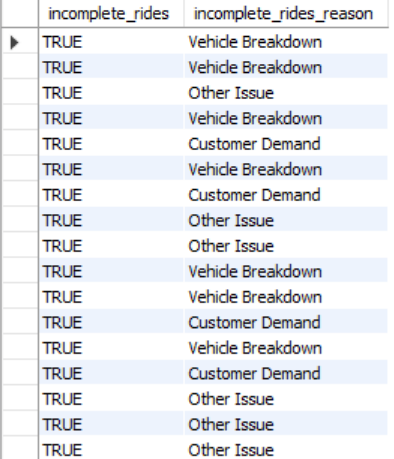 incomplete_rides incomplete_rides_reason
TRUE Vehicle Breakdown
TRUE Vehicle Breakdown
TRUE Other Issue
TRUE Vehicle Breakdown
TRUE Customer Demand
TRUE Vehicle Breakdown
TRUE Customer Demand
TRUE Other Issue
TRUE Other Issue
TRUE Vehicle Breakdown
TRUE Vehicle Breakdown
TRUE Customer Demand
TRUE Vehicle Breakdown
TRUE Customer Demand
TRUE Other Issue
TRUE Other Issue
TRUE Other Issue